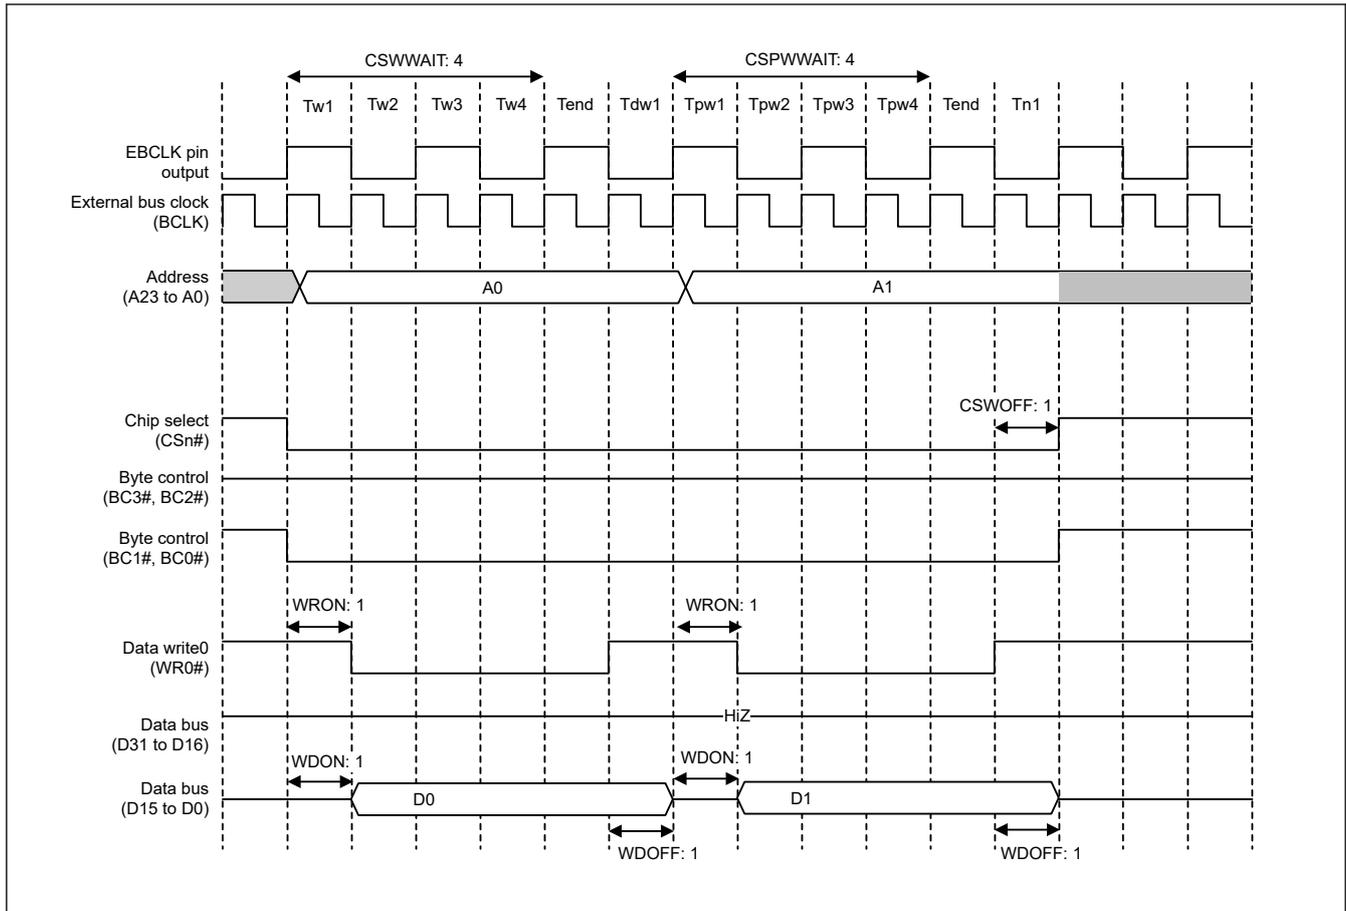 CSWWAIT: 4 CSPWWAIT: 4
Tw1 Tw2 Tw3 Tw4 Tend Tdw1 Tpw1 Tpw2 Tpw3 Tpw4 Tend Tn1
EBCLK pin
output
External bus clock
(BCLK)
Address
(A23 to A0)
A0 A1
CSWOFF: 1
Chip select
(CSn#)
Byte control
(BC3#, BC2#)
Byte control
(BC1#, BC0#)
WRON: 1 WRON: 1
Data write0
(WR0#)
HiZ
Data bus
(D31 to D16)
WDON: 1 WDON: 1
Data bus
(D15 to D0)
D0 D1
WDOFF: 1 WDOFF: 1